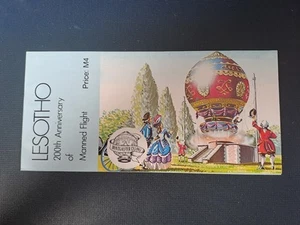 LESOTHO
200th Anniversary
of
Manned Flight
Price: M4